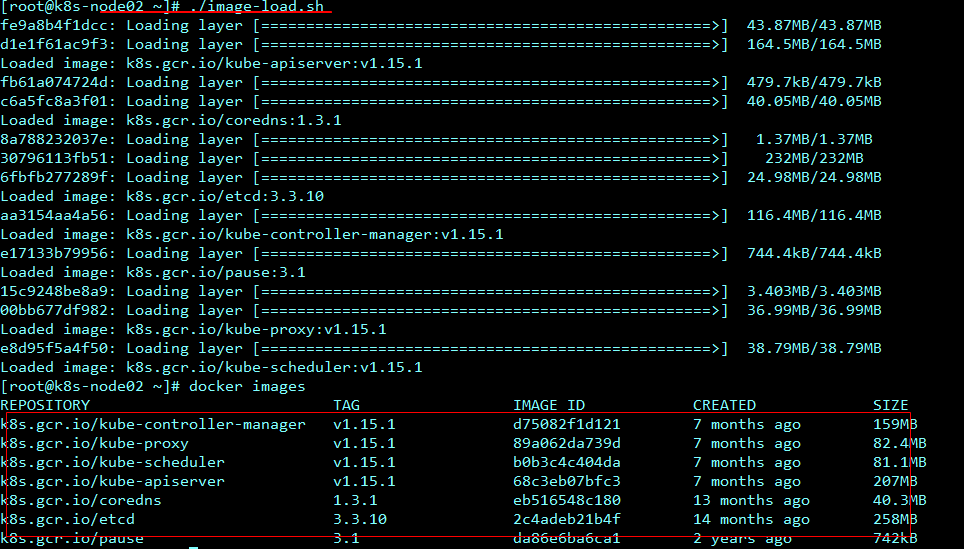 [root@k8s-node02 ~]# ./image-load.sh
fe9a8b4f1dcc: Loading layer [==================================================>]  43.87MB/43.87MB
d1e1f61ac9f3: Loading layer [==================================================>]  164.5MB/164.5MB
Loaded image: k8s.gcr.io/kube-apiserver:v1.15.1
fb61a074724d: Loading layer [==================================================>]  479.7kB/479.7kB
c6a5fc8a3f01: Loading layer [==================================================>]  40.05MB/40.05MB
Loaded image: k8s.gcr.io/coredns:1.3.1
8a788232037e: Loading layer [==================================================>]   1.37MB/1.37MB
30796113fb51: Loading layer [==================================================>]    232MB/232MB
6fbfb277289f: Loading layer [==================================================>]  24.98MB/24.98MB
Loaded image: k8s.gcr.io/etcd:3.3.10
aa3154aa4a56: Loading layer [==================================================>]  116.4MB/116.4MB
Loaded image: k8s.gcr.io/kube-controller-manager:v1.15.1
e17133b79956: Loading layer [==================================================>]  744.4kB/744.4kB
Loaded image: k8s.gcr.io/pause:3.1
15c9248be8a9: Loading layer [==================================================>]  3.403MB/3.403MB
00bb677df982: Loading layer [==================================================>]  36.99MB/36.99MB
Loaded image: k8s.gcr.io/kube-proxy:v1.15.1
e8d95f5a4f50: Loading layer [==================================================>]  38.79MB/38.79MB
Loaded image: k8s.gcr.io/kube-scheduler:v1.15.1
[root@k8s-node02 ~]# docker images
REPOSITORY                           TAG                 IMAGE ID            CREATED             SIZE
k8s.gcr.io/kube-controller-manager   v1.15.1             d75082f1d121        7 months ago        159MB
k8s.gcr.io/kube-proxy                v1.15.1             89a062da739d        7 months ago        82.4MB
k8s.gcr.io/kube-scheduler            v1.15.1             b0b3c4c404da        7 months ago        81.1MB
k8s.gcr.io/kube-apiserver            v1.15.1             68c3eb07bfc3        7 months ago        207MB
k8s.gcr.io/coredns                   1.3.1               eb516548c180        13 months ago       40.3MB
k8s.gcr.io/etcd                      3.3.10              2c4adeb21b4f        14 months ago       258MB
k8s.gcr.io/pause                     3.1                 da86e6ba6ca1        2 years ago         742kB